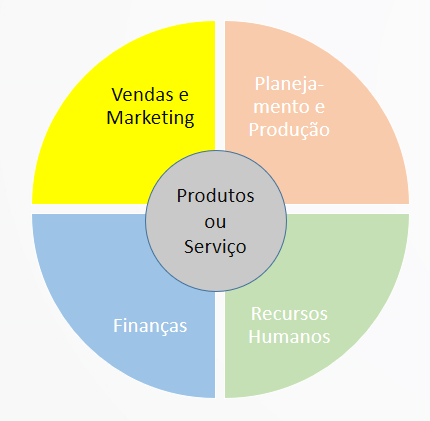 Vendas e
Marketing
Planeja-
mento e
Produção
Produtos
ou
Serviço
Finanças
Recursos
Humanos